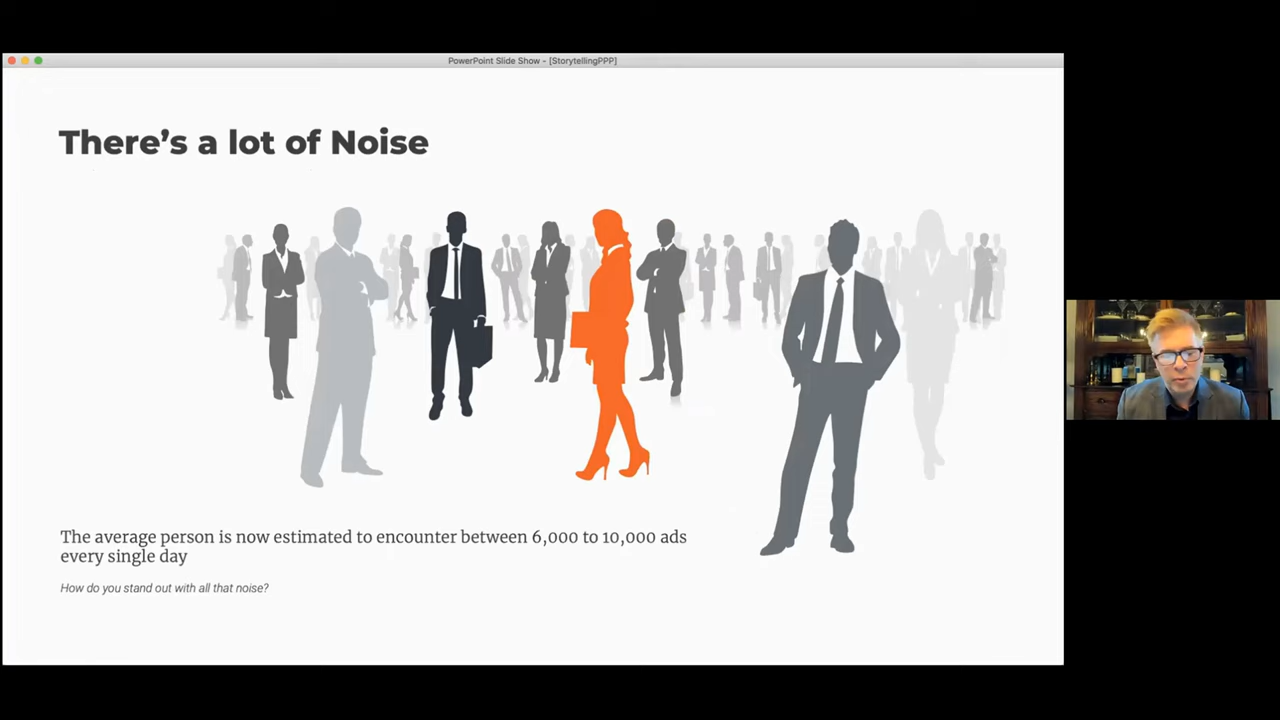 PowerPoint Slide Show - [StorytellingPPP]
There’s a lot of Noise
The average person is now estimated to encounter between 6,000 to 10,000 ads
every single day
How do you stand out with all that noise?